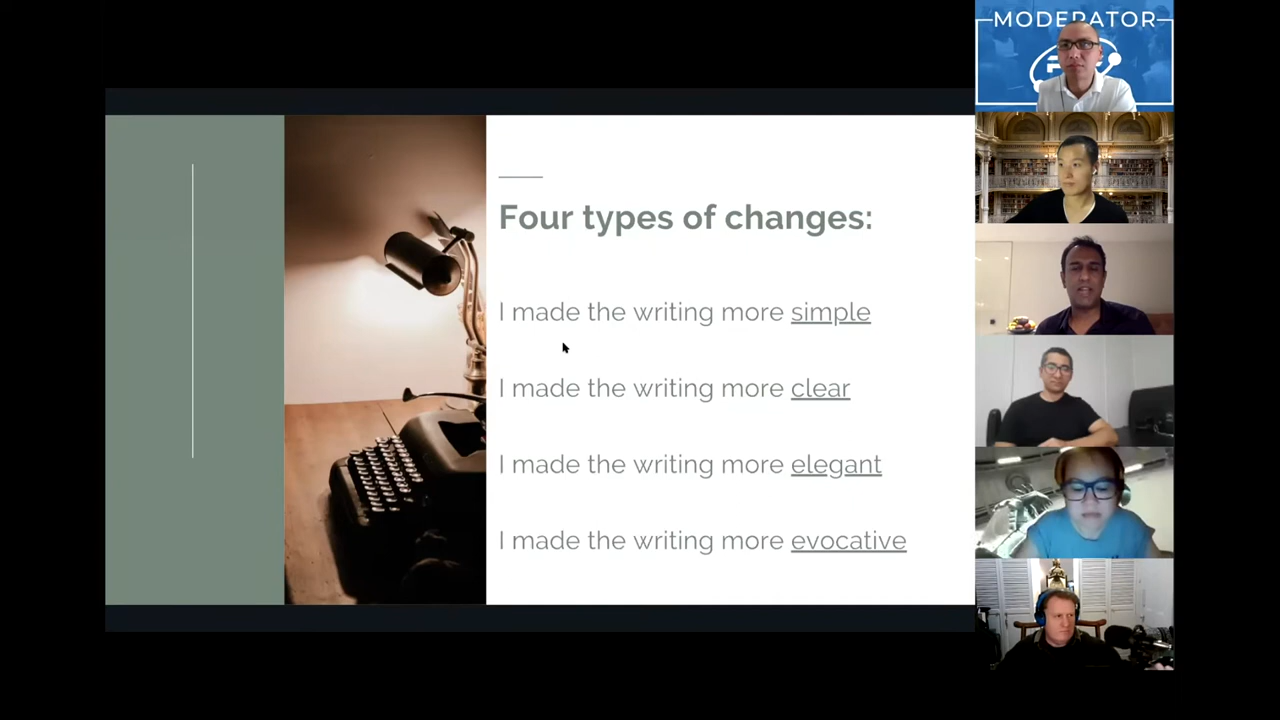 MODERATOR
Four types of changes:
I made the writing more simple
I made the writing more clear
I made the writing more elegant
I made the writing more evocative